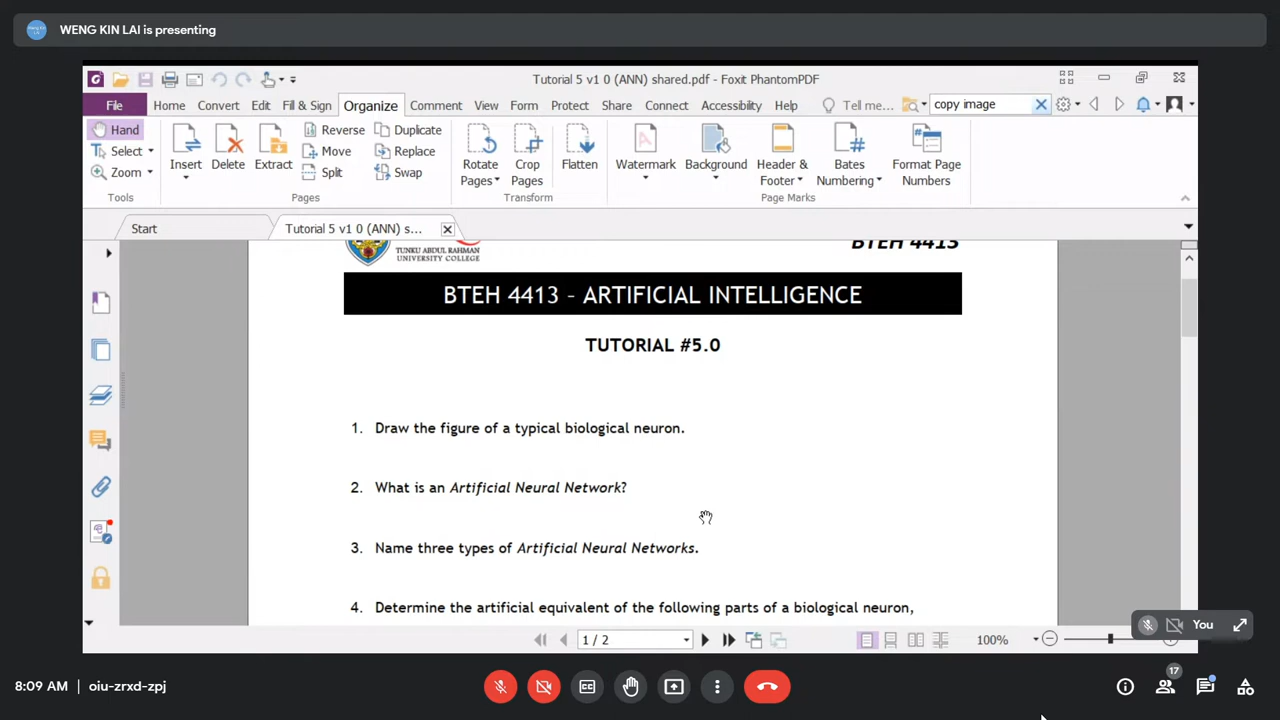 WENG KIN LAI is presenting
Tutorial 5 v1 0 (ANN) shared.pdf - Foxit PhantomPDF
File Home Convert Edit Fill & Sign Organize Comment View Form Protect Share Connect Accessibility Help Tell me... copy image
Hand
Select
Zoom
Tools
Insert
Delete
Extract
Reverse
Move
Split
Duplicate
Replace
Swap
Pages
Rotate Pages
Crop Pages
Flatten
Transform
Watermark
Background
Header & Footer
Bates Numbering
Format Page Numbers
Page Marks
Start
Tutorial 5 v1 0 (ANN) s...
TUNKU ABDUL RAHMAN
UNIVERSITY COLLEGE
BTEH 4413
BTEH 4413 – ARTIFICIAL INTELLIGENCE
TUTORIAL #5.0
1. Draw the figure of a typical biological neuron.
2. What is an Artificial Neural Network?
3. Name three types of Artificial Neural Networks.
4. Determine the artificial equivalent of the following parts of a biological neuron,
You
1 / 2
100%
8:09 AM | oiu-zrxd-zpj
17